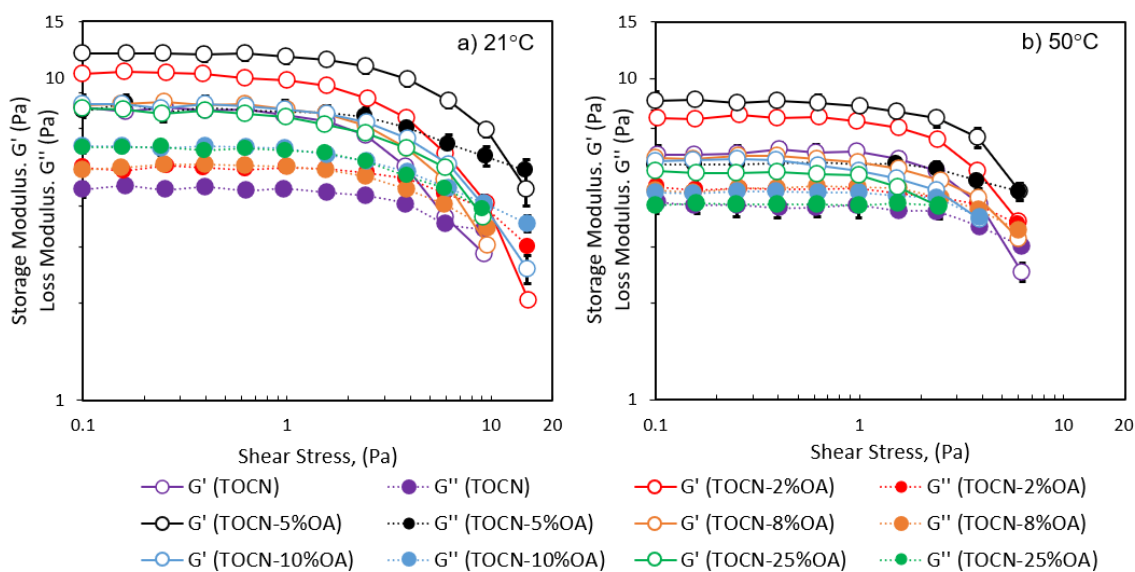 15
10
1
a) 21°C
Storage Modulus. G' (Pa)
Loss Modulus. G'' (Pa)
0.1
1
10
20
Shear Stress, (Pa)
15
10
1
b) 50°C
Storage Modulus. G' (Pa)
Loss Modulus. G'' (Pa)
0.1
1
10
20
Shear Stress, (Pa)
G' (TOCN) G'' (TOCN) G' (TOCN-2%OA) G'' (TOCN-2%OA)
G' (TOCN-5%OA) G'' (TOCN-5%OA) G' (TOCN-8%OA) G'' (TOCN-8%OA)
G' (TOCN-10%OA) G'' (TOCN-10%OA) G' (TOCN-25%OA) G'' (TOCN-25%OA)